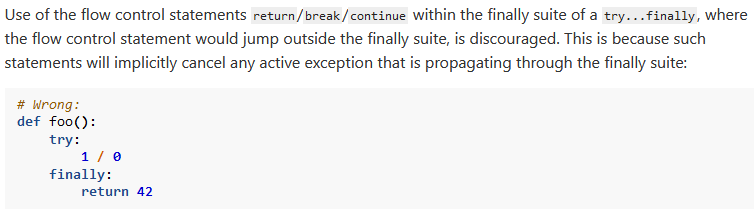 Use of the flow control statements return/break/continue within the finally suite of a try...finally, where
the flow control statement would jump outside the finally suite, is discouraged. This is because such
statements will implicitly cancel any active exception that is propagating through the finally suite:
# Wrong:
def foo():
    try:
        1 / 0
    finally:
        return 42